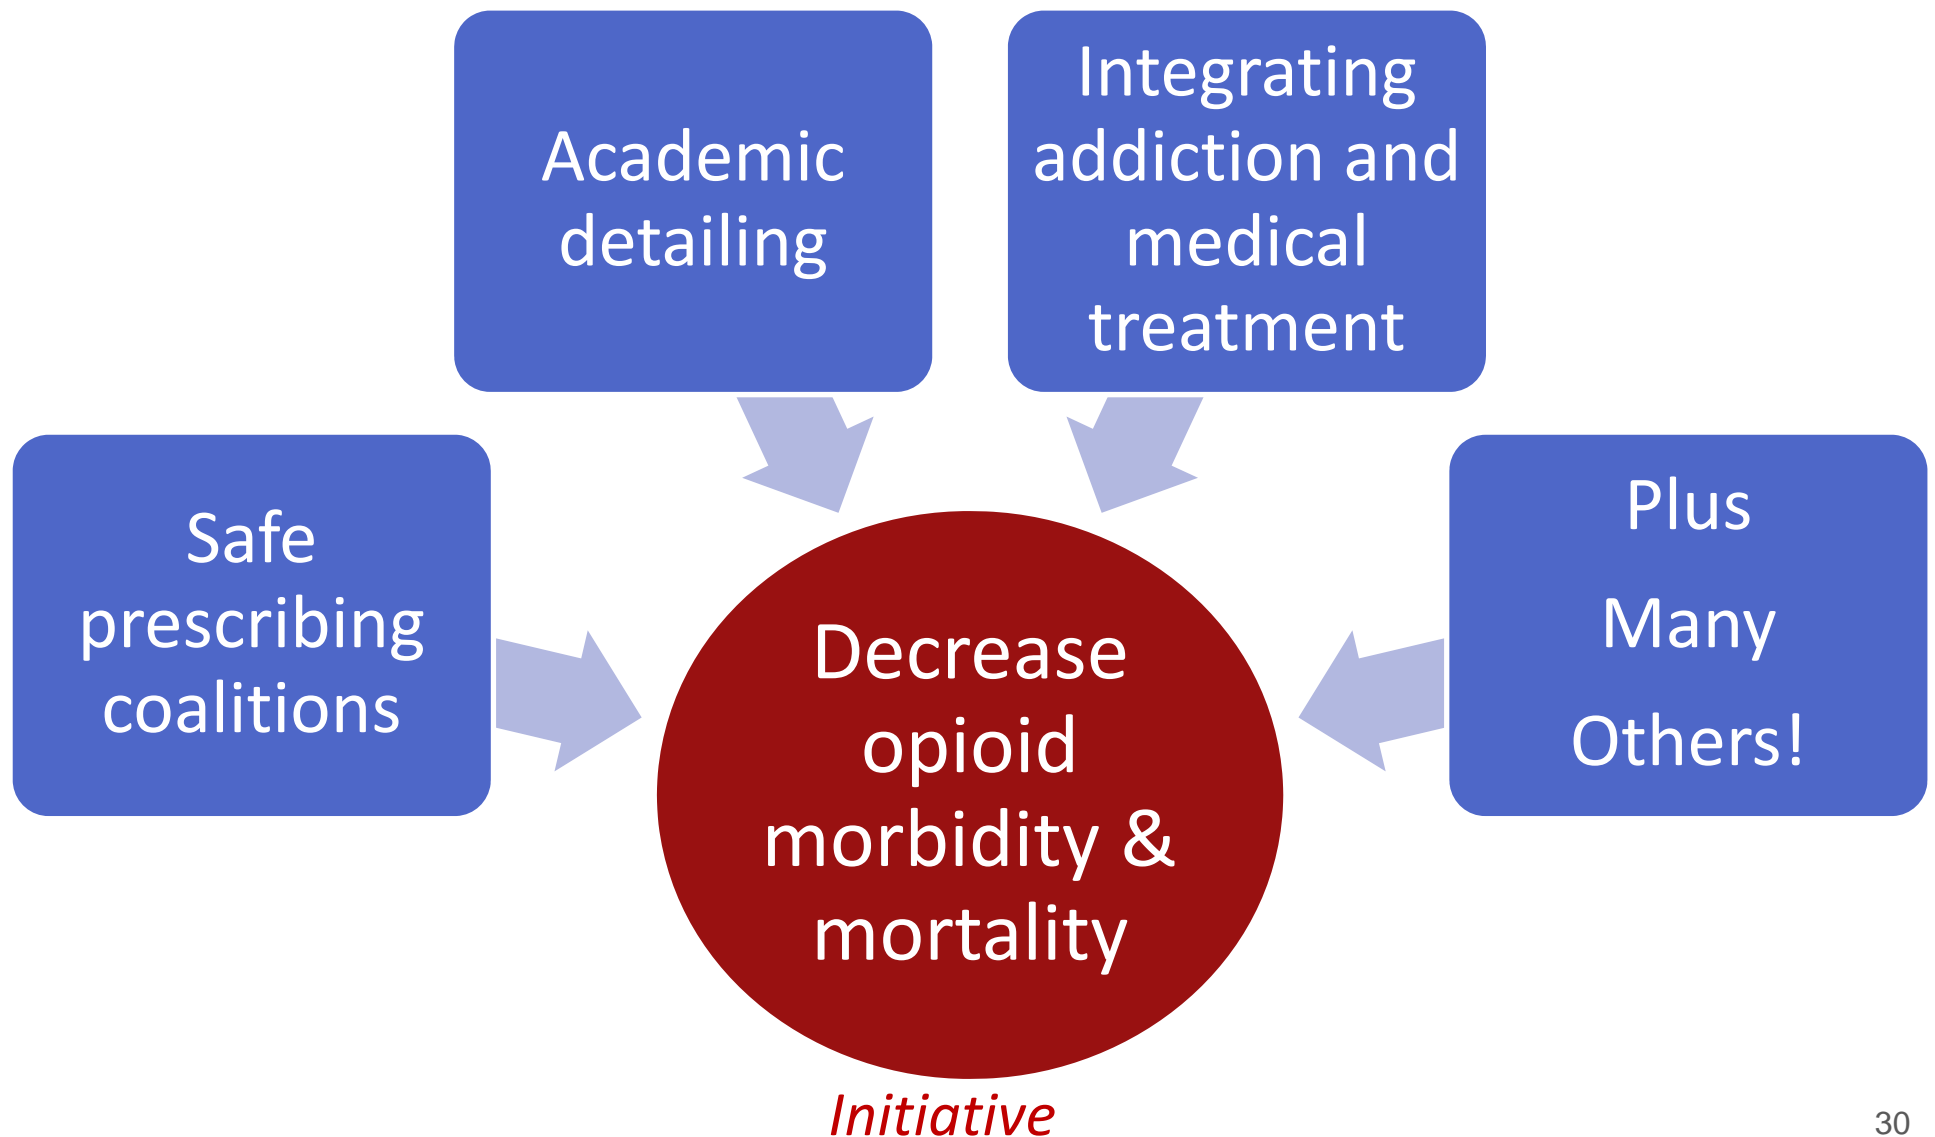 Academic
detailing
Integrating
addiction and
medical
treatment
Safe
prescribing
coalitions
Plus
Many
Others!
Decrease
opioid
morbidity &
mortality
Initiative
30